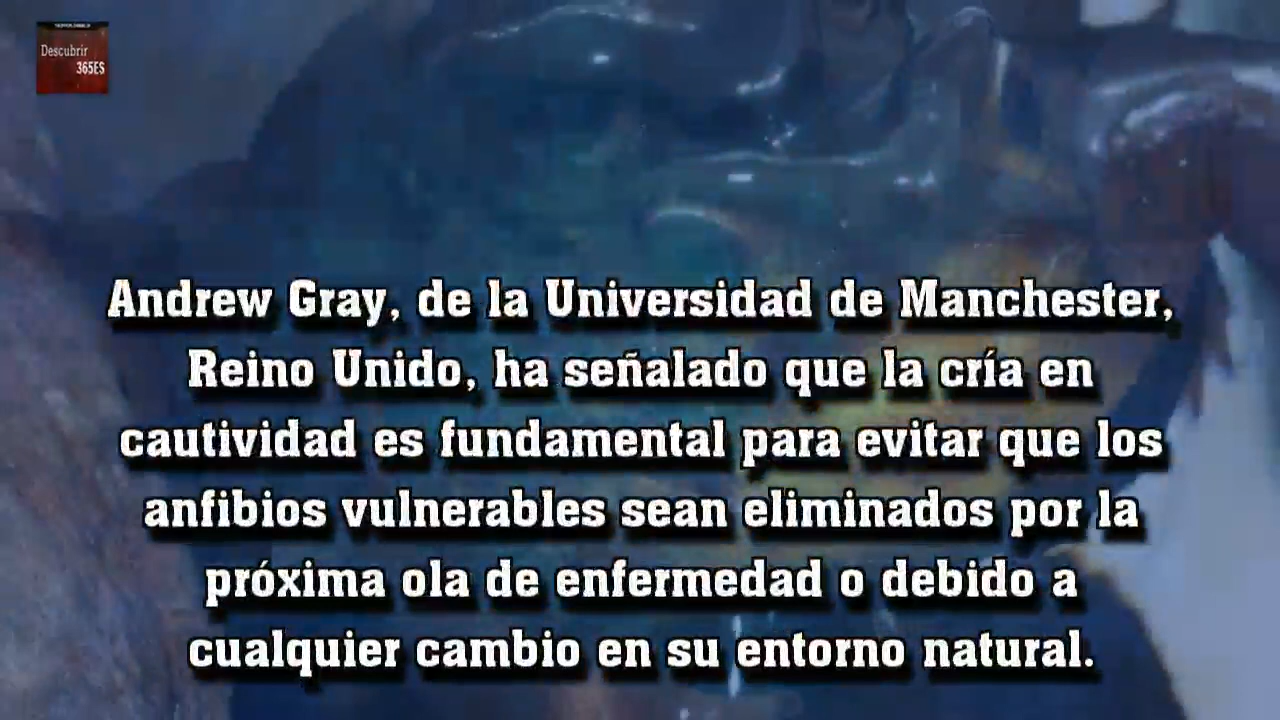 Descubrir
365ES
Andrew Gray, de la Universidad de Manchester,
Reino Unido, ha señalado que la cría en
cautividad es fundamental para evitar que los
anfibios vulnerables sean eliminados por la
próxima ola de enfermedad o debido a
cualquier cambio en su entorno natural.